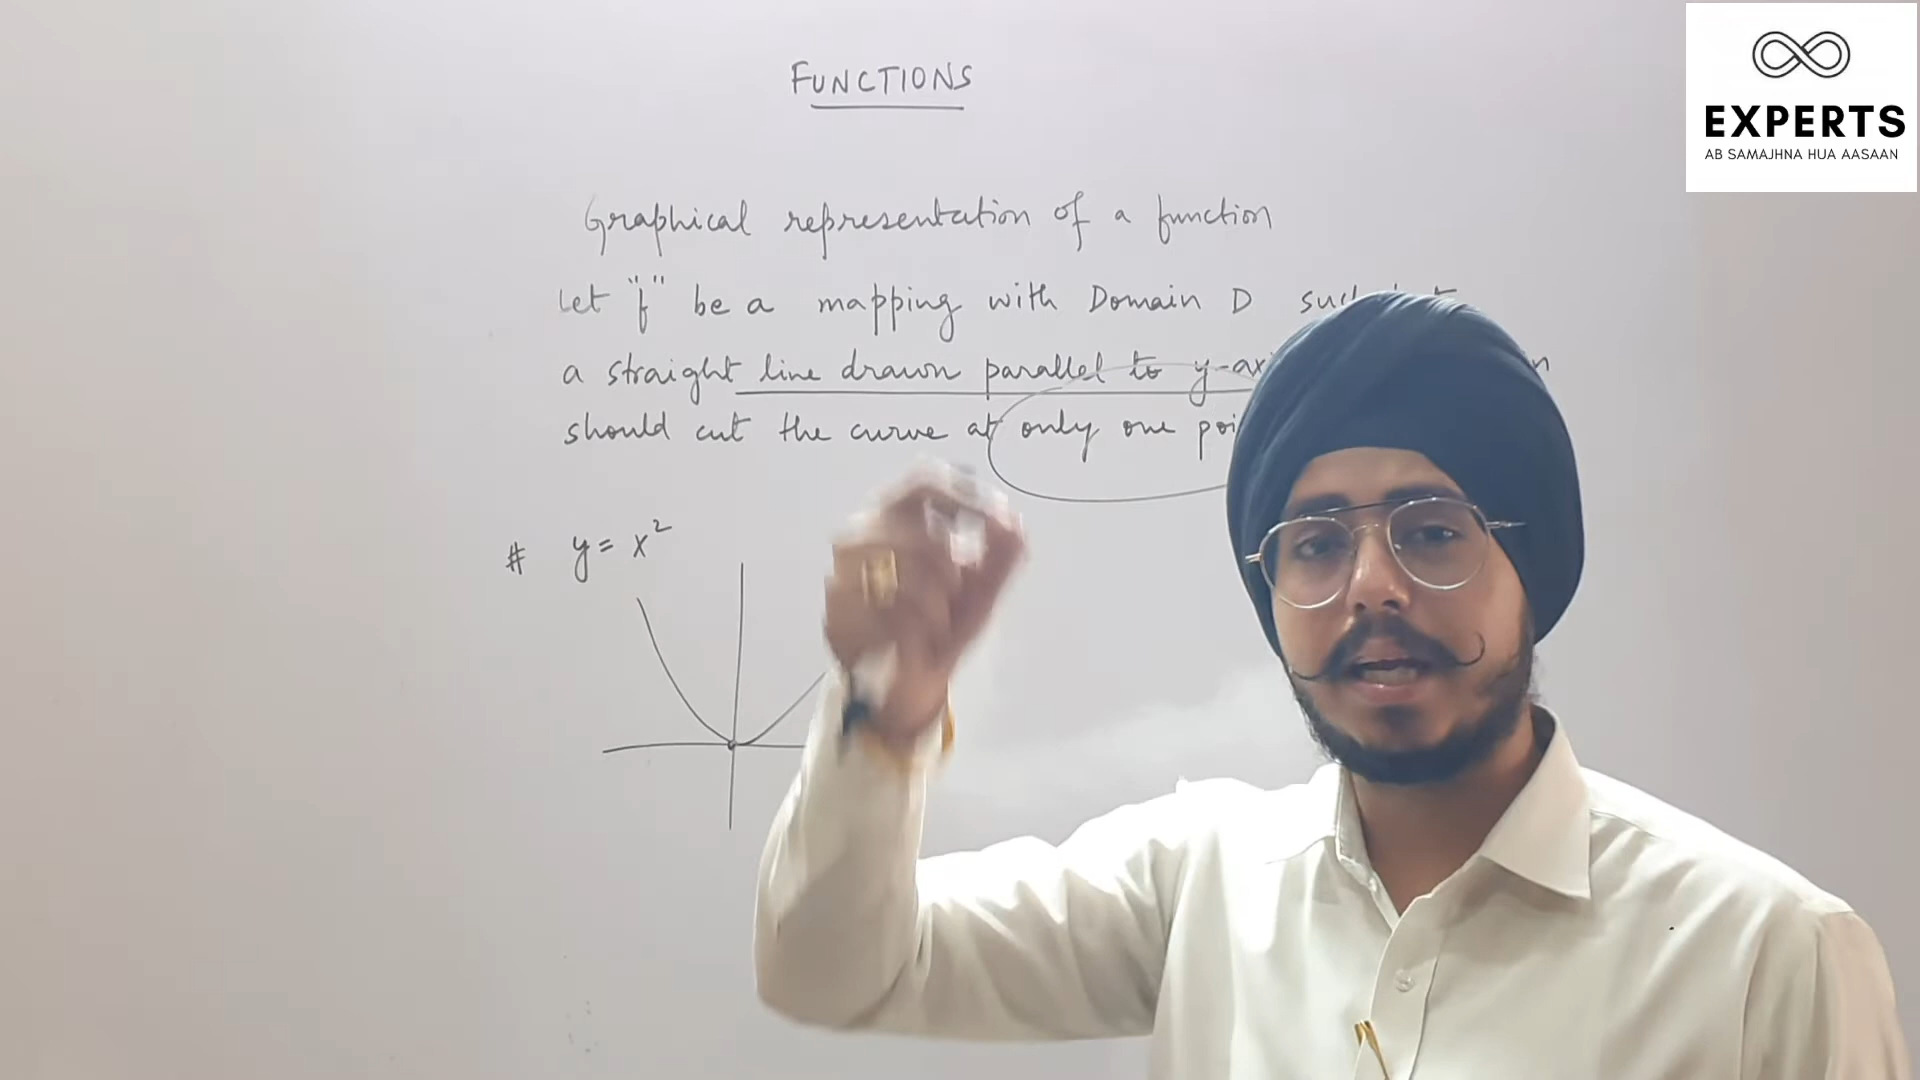 FUNCTIONS
EXPERTS
AB SAMAJHNA HUA AASAAN
Graphical representation of a function
Let "f" be a mapping with Domain D
a straight line drawn parallel to
should cut the curve at only one
# y = x²